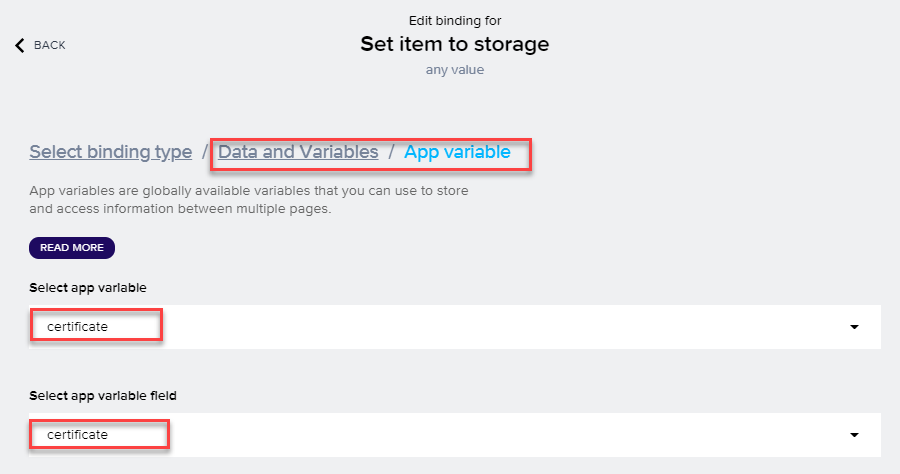 Edit binding for
BACK
Set item to storage
any value
Select binding type / Data and Variables / App variable
App variables are globally available variables that you can use to store
and access information between multiple pages.
READ MORE
Select app variable
certificate
Select app variable field
certificate